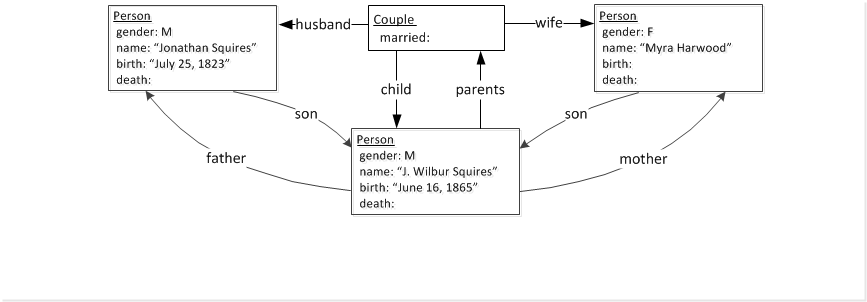 Person
gender: M
name: “Jonathan Squires”
birth: “July 25, 1823”
death:
husband
Couple
married:
wife
Person
gender: F
name: “Myra Harwood”
birth:
death:
child
parents
son
son
father
mother
Person
gender: M
name: “J. Wilbur Squires”
birth: “June 16, 1865”
death: